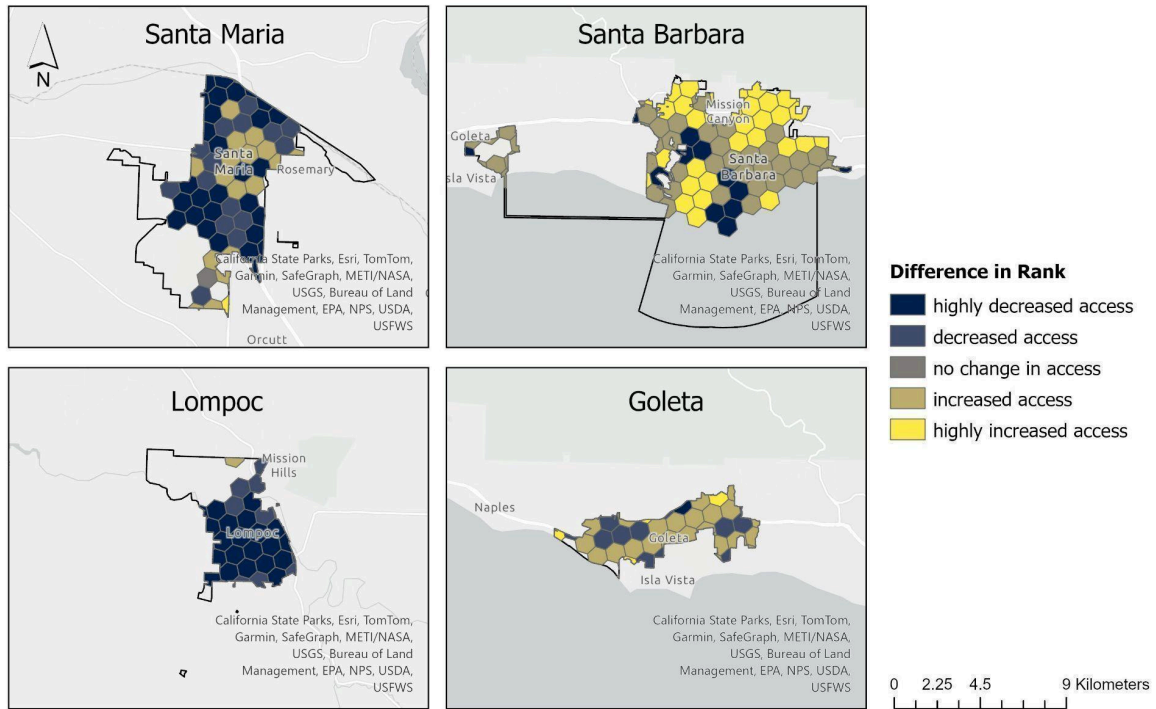 Santa Maria
N
Santa
Maria
Rosemary
California State Parks, Esri, TomTom,
Garmin, SafeGraph, METI/NASA,
USGS, Bureau of Land
Management, EPA, NPS, USDA,
USFWS
Orcutt
Santa Barbara
Mission
Canyon
Goleta
Isla Vista
Santa
Barbara
California State Parks, Esri, TomTom,
Garmin, SafeGraph, METI/NASA,
USGS, Bureau of Land
Management, EPA, NPS, USDA,
USFWS
Difference in Rank
highly decreased access
decreased access
no change in access
increased access
highly increased access
Lompoc
Mission
Hills
Lompoc
California State Parks, Esri, TomTom,
Garmin, SafeGraph, METI/NASA,
USGS, Bureau of Land
Management, EPA, NPS, USDA,
USFWS
Goleta
Naples
Goleta
Isla Vista
California State Parks, Esri, TomTom,
Garmin, SafeGraph, METI/NASA,
USGS, Bureau of Land
Management, EPA, NPS, USDA,
USFWS
0 2.25 4.5 9 Kilometers